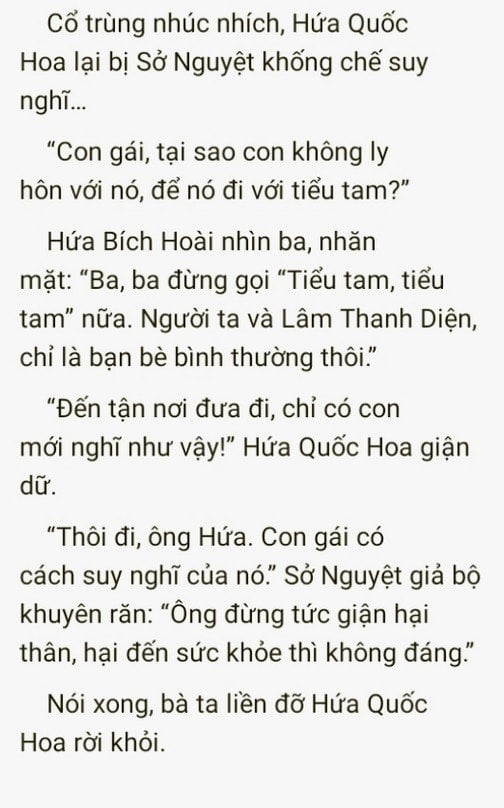 Cổ trùng nhúc nhích, Hứa Quốc
Hoa lại bị Sở Nguyệt khống chế suy
nghĩ...
“Con gái, tại sao con không ly
hôn với nó, để nó đi với tiểu tam?”
Hứa Bích Hoài nhìn ba, nhăn
mặt: “Ba, ba đừng gọi “Tiểu tam, tiểu
tam” nữa. Người ta và Lâm Thanh Diện,
chỉ là bạn bè bình thường thôi.”
“Đến tận nơi đưa đi, chỉ có con
mới nghĩ như vậy!” Hứa Quốc Hoa giận
dữ.
“Thôi đi, ông Hứa. Con gái có
cách suy nghĩ của nó.” Sở Nguyệt giả bộ
khuyên răn: “Ông đừng tức giận hại
thân, hại đến sức khỏe thì không đáng.”
Nói xong, bà ta liền đỡ Hứa Quốc
Hoa rời khỏi.